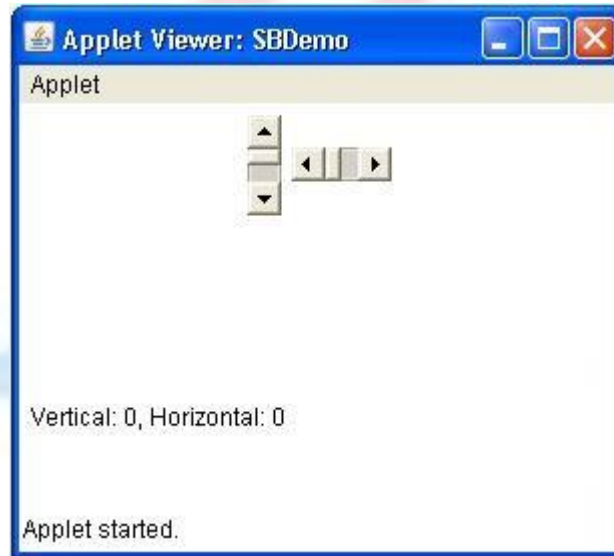 Applet Viewer: SBDemo
Applet
Vertical: 0, Horizontal: 0
Applet started.